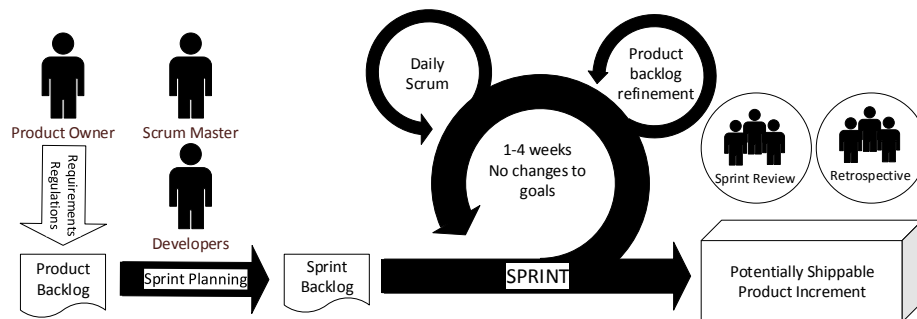 Product Owner
Scrum Master
Requirements
Regulations
Developers
Product
Backlog
Sprint Planning
Sprint
Backlog
Daily
Scrum
Product
backlog
refinement
1-4 weeks
No changes to
goals
SPRINT
Sprint Review
Retrospective
Potentially Shippable
Product Increment